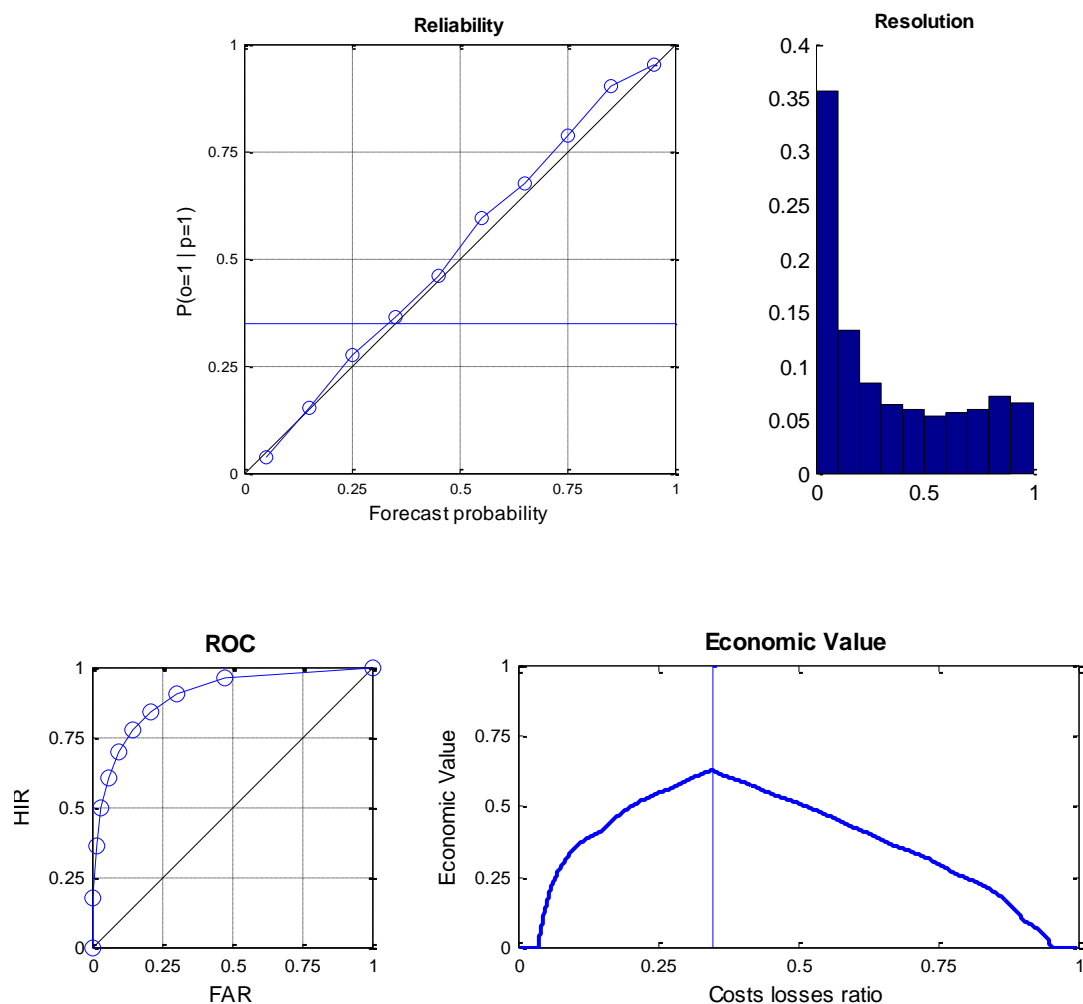 Reliability
1
0.75
0.5
0.25
0
P(o=1 | p=1)
0 0.25 0.5 0.75 1
Forecast probability
Resolution
0.4
0.35
0.3
0.25
0.2
0.15
0.1
0.05
0
0 0.5 1
ROC
1
0.75
0.5
0.25
0
HIR
0 0.25 0.5 0.75 1
FAR
Economic Value
1
0.75
0.5
0.25
0
Economic Value
0 0.25 0.5 0.75 1
Costs losses ratio